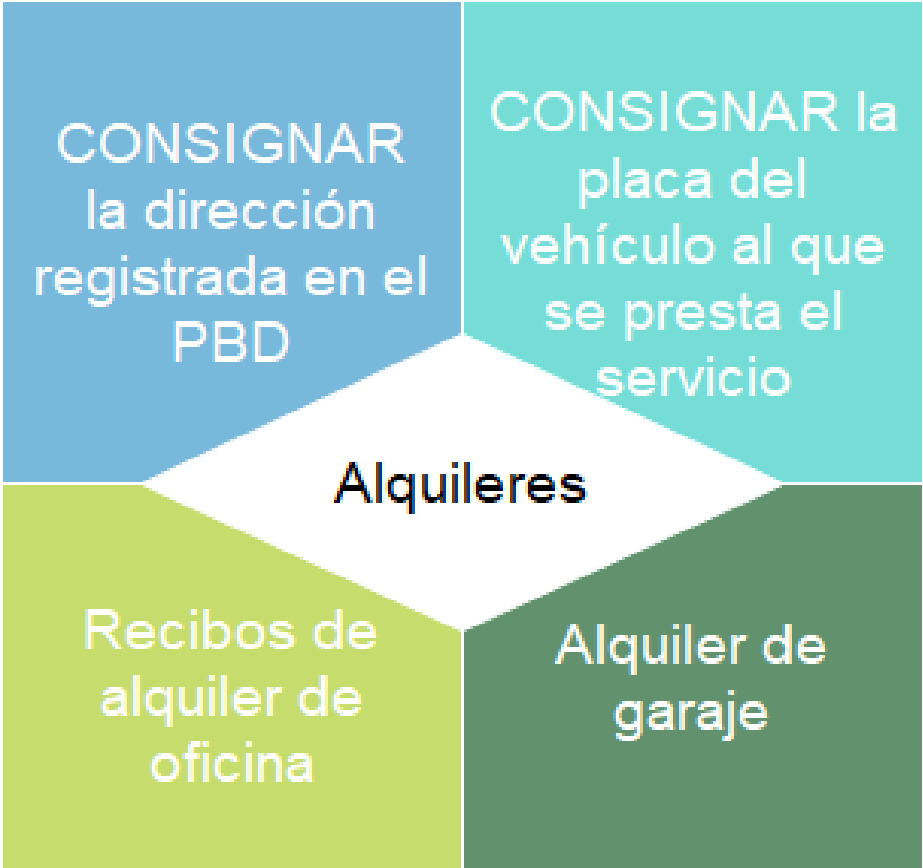 CONSIGNAR
la dirección
registrada en el
PBD
CONSIGNAR la
placa del
vehículo al que
se presta el
servicio
Alquileres
Recibos de
alquiler de
oficina
Alquiler de
garaje